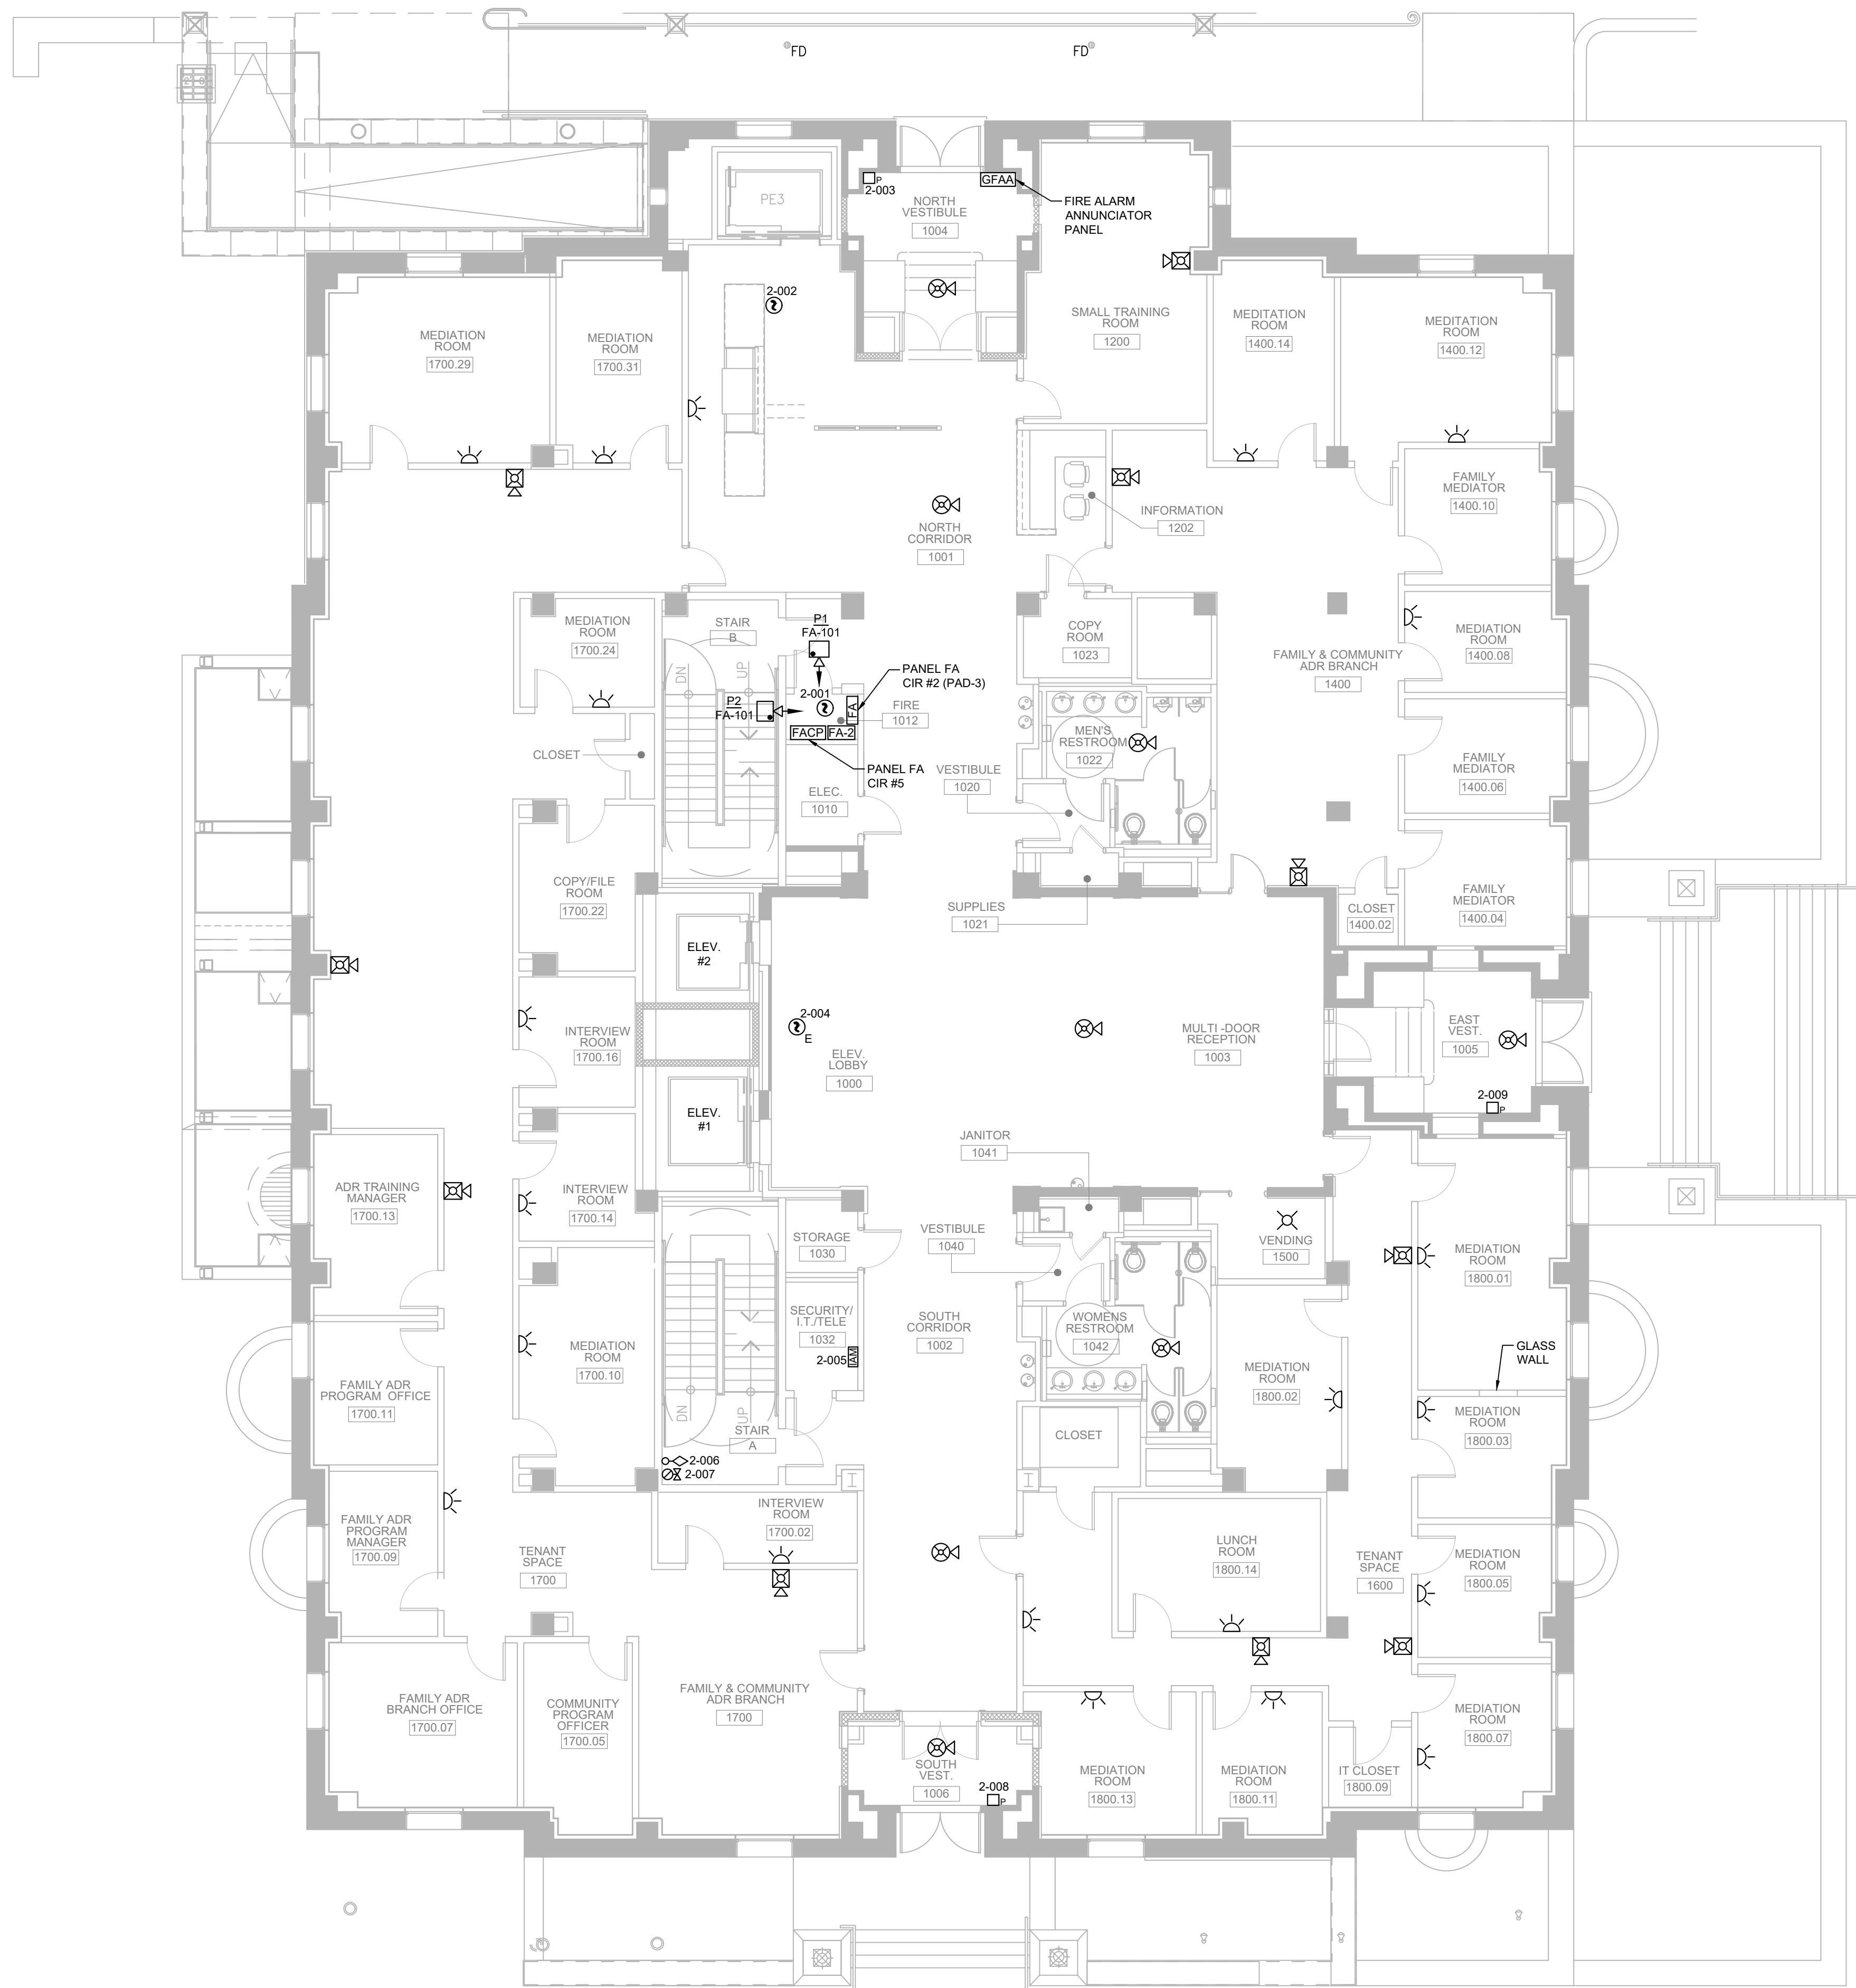 FD
FD
PE3
2-003
P
GFAA
NORTH
VESTIBULE
1004
FIRE ALARM
ANNUNCIATOR
PANEL
2-002
MEDIATION
ROOM
1700.29
MEDIATION
ROOM
1700.31
SMALL TRAINING
ROOM
1200
MEDITATION
ROOM
1400.14
MEDITATION
ROOM
1400.12
FAMILY
MEDIATOR
1400.10
INFORMATION
1202
NORTH
CORRIDOR
1001
MEDIATION
ROOM
1700.24
STAIR
B
DN
UP
P1
FA-101
P2
FA-101
2-001
FA
PANEL FA
CIR #2 (PAD-3)
FIRE
1012
FACP
FA-2
PANEL FA
CIR #5
COPY
ROOM
1023
FAMILY & COMMUNITY
ADR BRANCH
1400
MEDIATION
ROOM
1400.08
MEN'S
RESTROOM
1022
CLOSET
ELEC.
1010
VESTIBULE
1020
FAMILY
MEDIATOR
1400.06
COPY/FILE
ROOM
1700.22
SUPPLIES
1021
CLOSET
1400.02
FAMILY
MEDIATOR
1400.04
ELEV.
#2
2-004
E
INTERVIEW
ROOM
1700.16
ELEV.
LOBBY
1000
MULTI -DOOR
RECEPTION
1003
EAST
VEST.
1005
2-009
P
ELEV.
#1
JANITOR
1041
ADR TRAINING
MANAGER
1700.13
INTERVIEW
ROOM
1700.14
STORAGE
1030
VESTIBULE
1040
VENDING
1500
MEDIATION
ROOM
1800.01
SECURITY/
I.T./TELE
1032
2-005
IAM
SOUTH
CORRIDOR
1002
WOMENS
RESTROOM
1042
GLASS
WALL
MEDIATION
ROOM
1700.10
FAMILY ADR
PROGRAM  OFFICE
1700.11
DN
UP
STAIR
A
MEDIATION
ROOM
1800.02
MEDIATION
ROOM
1800.03
CLOSET
2-006
2-007
INTERVIEW
ROOM
1700.02
FAMILY ADR
PROGRAM
MANAGER
1700.09
TENANT
SPACE
1700
LUNCH
ROOM
1800.14
TENANT
SPACE
1600
MEDIATION
ROOM
1800.05
FAMILY ADR
BRANCH OFFICE
1700.07
COMMUNITY
PROGRAM
OFFICER
1700.05
FAMILY & COMMUNITY
ADR BRANCH
1700
MEDIATION
ROOM
1800.07
SOUTH
VEST.
1006
2-008
P
MEDIATION
ROOM
1800.13
MEDIATION
ROOM
1800.11
IT CLOSET
1800.09